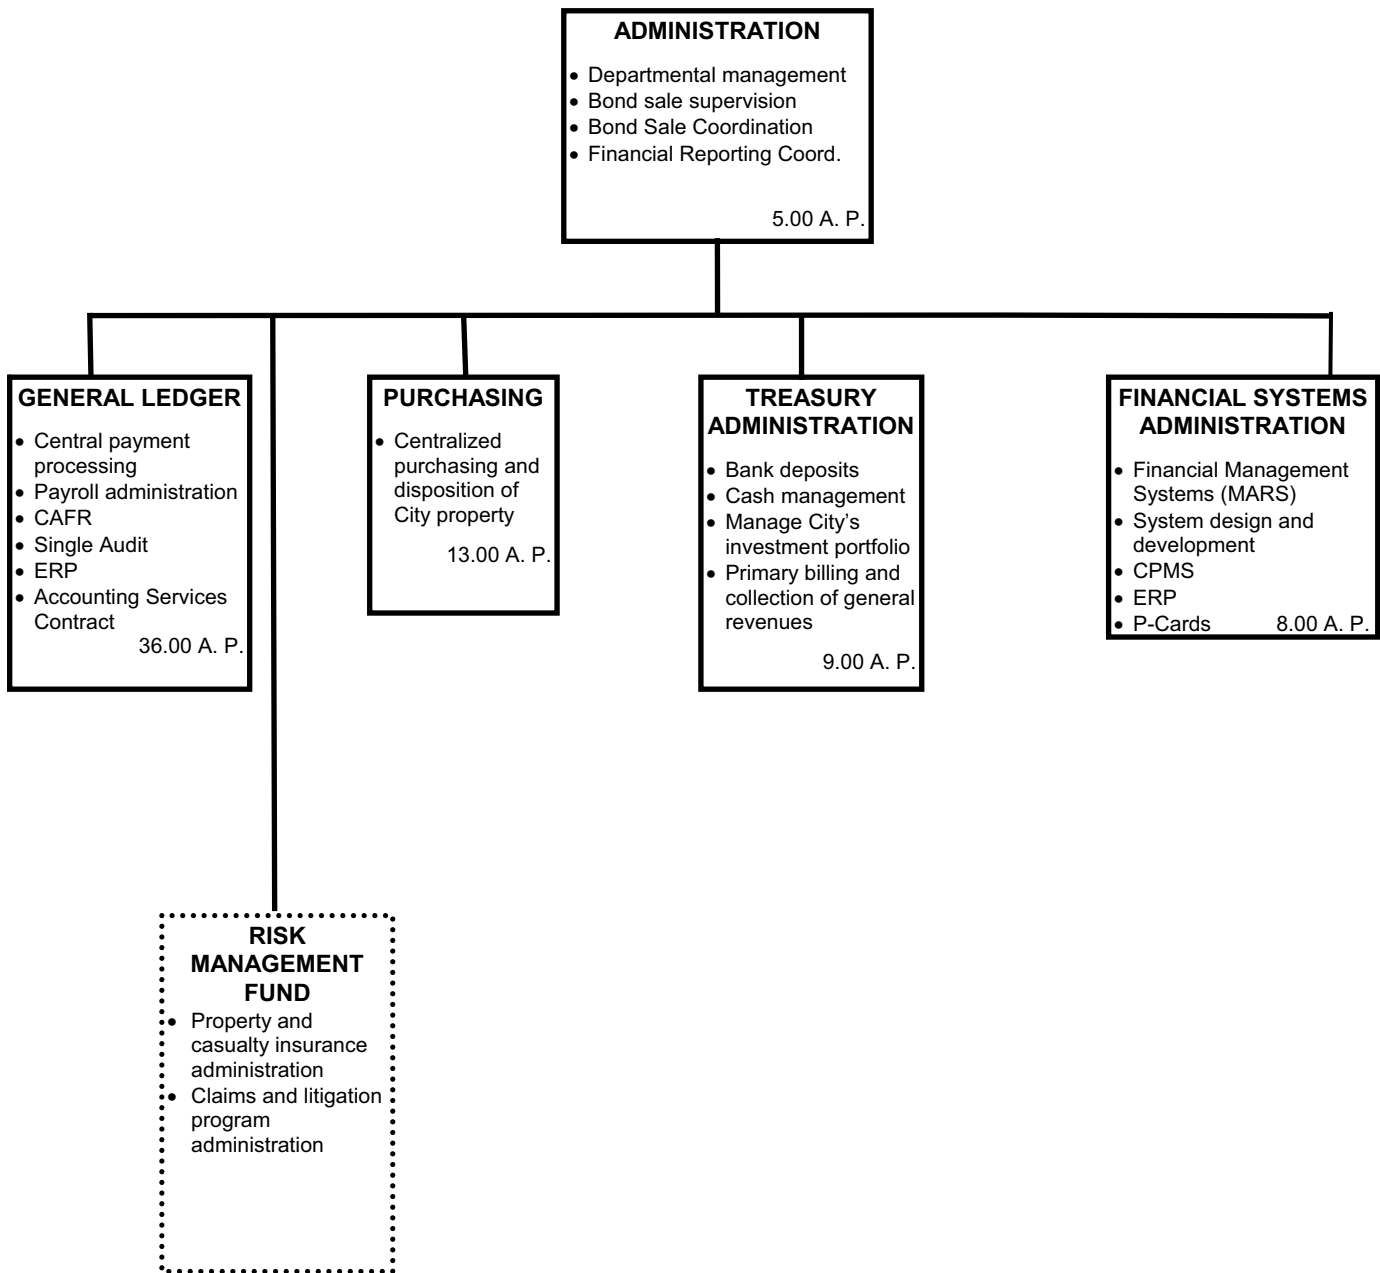 ADMINISTRATION
• Departmental management
• Bond sale supervision
• Bond Sale Coordination
• Financial Reporting Coord.
5.00 A. P.
GENERAL LEDGER
• Central payment
processing
• Payroll administration
• CAFR
• Single Audit
• ERP
• Accounting Services
Contract
36.00 A. P.
PURCHASING
• Centralized
purchasing and
disposition of
City property
13.00 A. P.
TREASURY
ADMINISTRATION
• Bank deposits
• Cash management
• Manage City’s
investment portfolio
• Primary billing and
collection of general
revenues
9.00 A. P.
FINANCIAL SYSTEMS
ADMINISTRATION
• Financial Management
Systems (MARS)
• System design and
development
• CPMS
• ERP
• P-Cards 8.00 A. P.
RISK
MANAGEMENT
FUND
• Property and
casualty insurance
administration
• Claims and litigation
program
administration